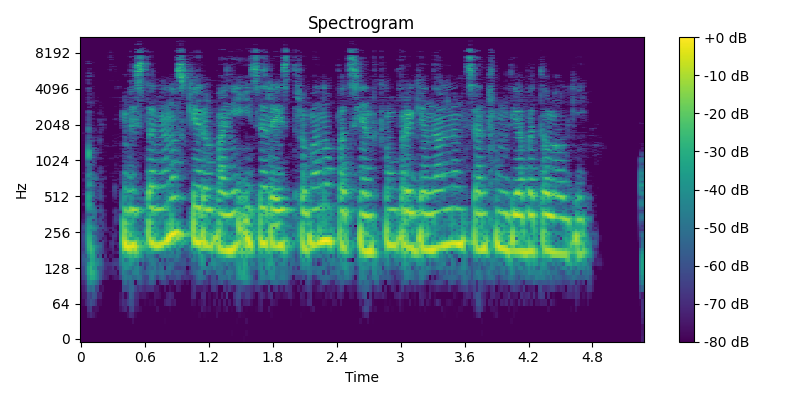 Spectrogram
8192
4096
2048
1024
512
256
128
64
0
Hz
0 0.6 1.2 1.8 2.4 3 3.6 4.2 4.8
Time
+0 dB
-10 dB
-20 dB
-30 dB
-40 dB
-50 dB
-60 dB
-70 dB
-80 dB